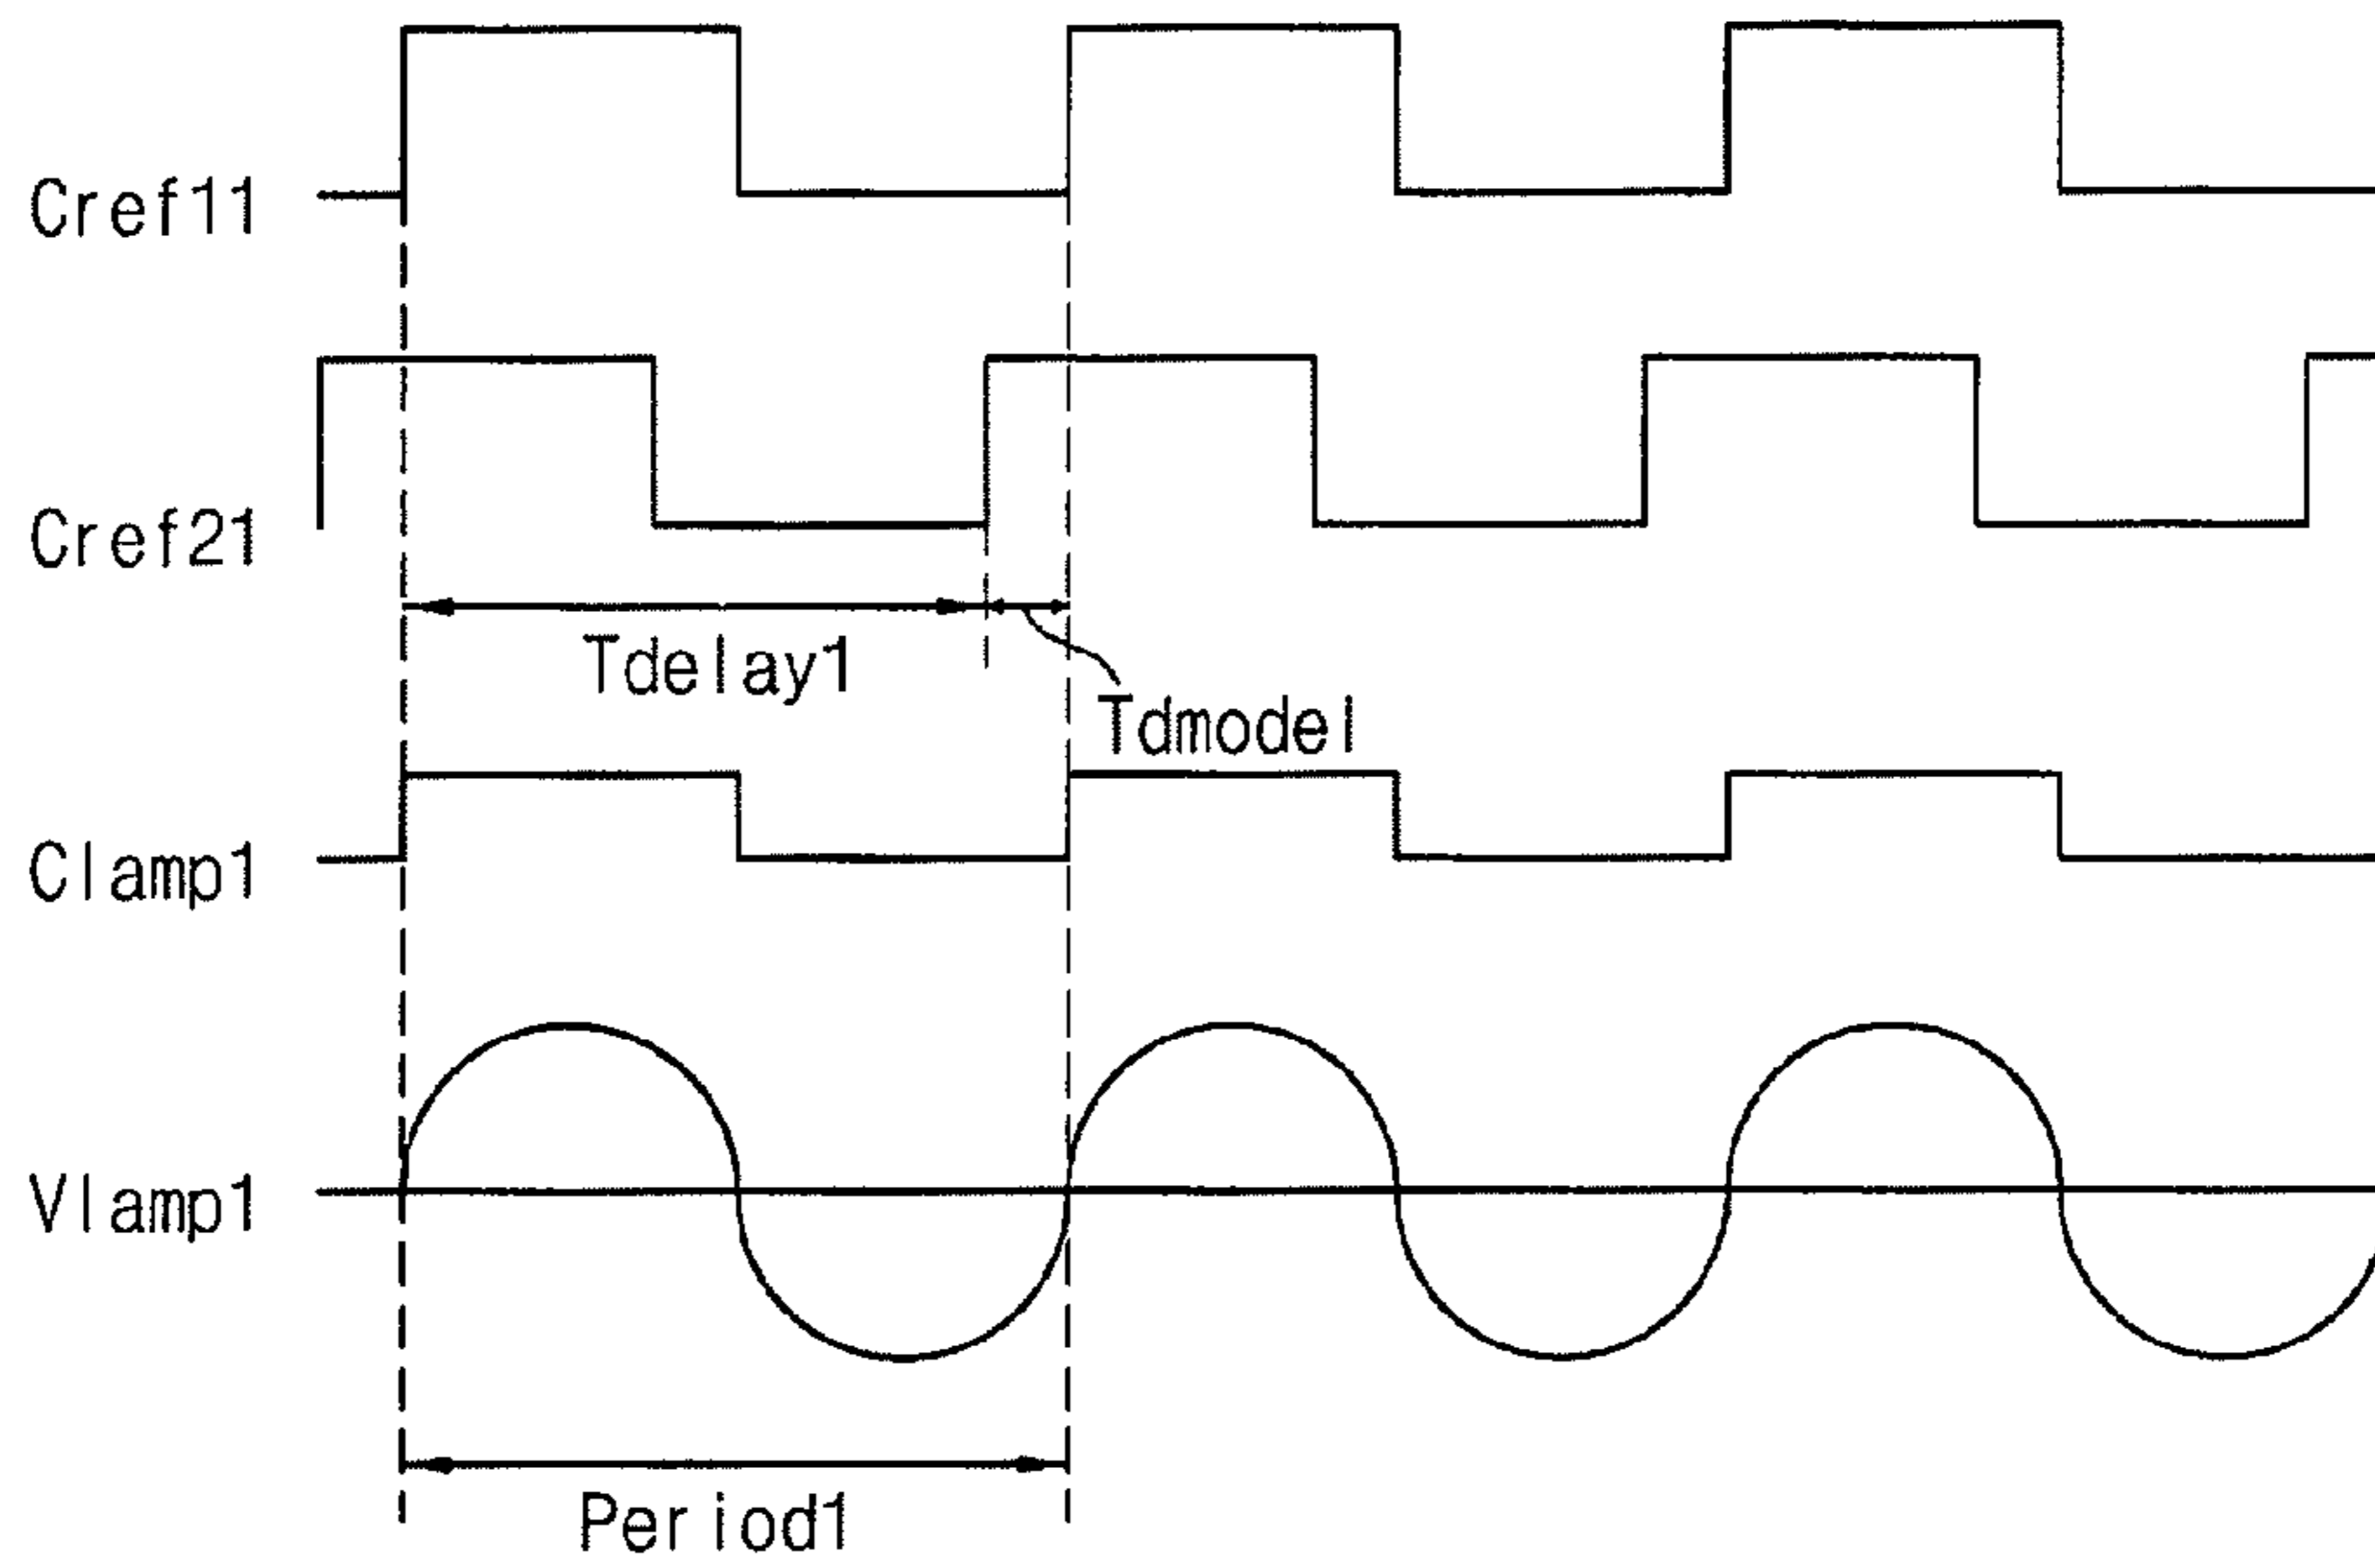 Cref11
Cref21
Tdelay1
Tdmodel
Clamp1
Vlamp1
Period1